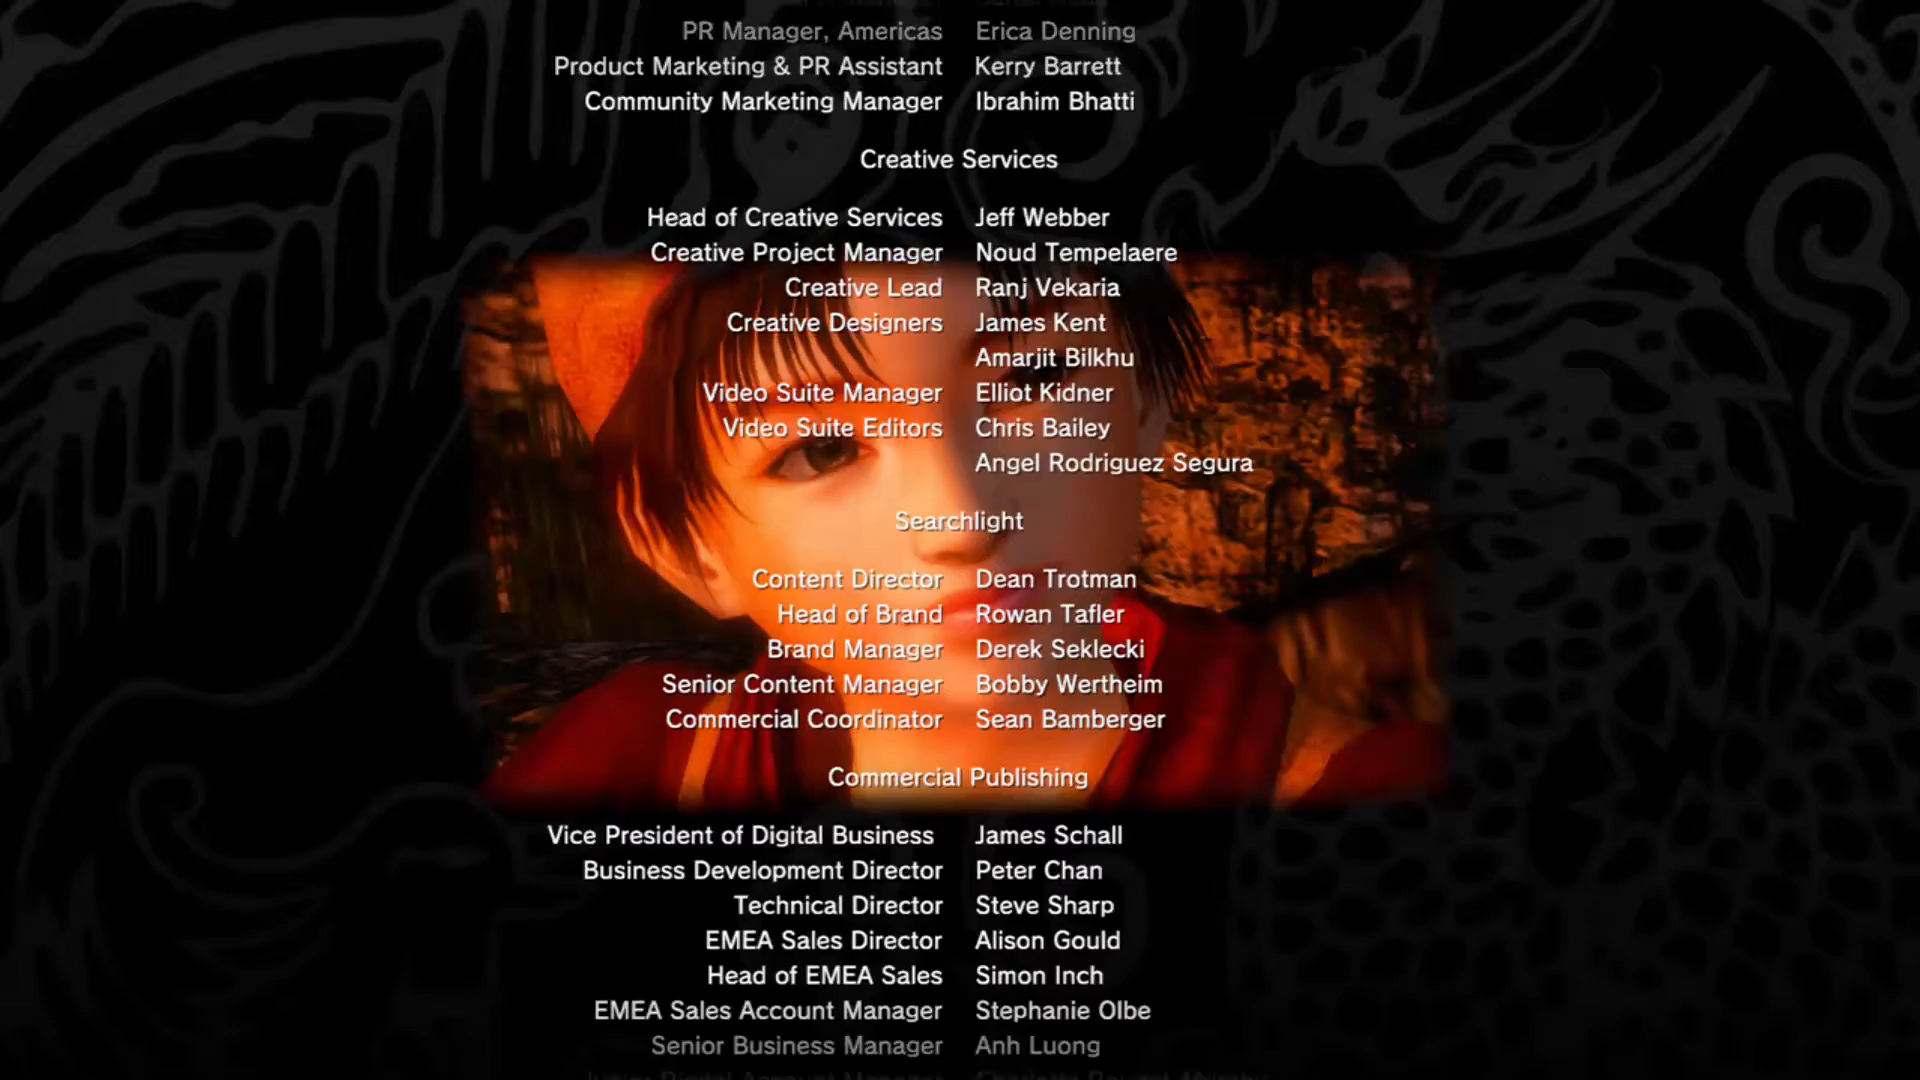 PR Manager, Americas Erica Denning
Product Marketing & PR Assistant Kerry Barrett
Community Marketing Manager Ibrahim Bhatti
Creative Services
Head of Creative Services Jeff Webber
Creative Project Manager Noud Tempelaere
Creative Lead Ranj Vekaria
Creative Designers James Kent
Amarjit Bilkhu
Video Suite Manager Elliot Kidner
Video Suite Editors Chris Bailey
Angel Rodriguez Segura
Searchlight
Content Director Dean Trotman
Head of Brand Rowan Tafler
Brand Manager Derek Seklecki
Senior Content Manager Bobby Wertheim
Commercial Coordinator Sean Bamberger
Commercial Publishing
Vice President of Digital Business James Schall
Business Development Director Peter Chan
Technical Director Steve Sharp
EMEA Sales Director Alison Gould
Head of EMEA Sales Simon Inch
EMEA Sales Account Manager Stephanie Olbe
Senior Business Manager Anh Luong